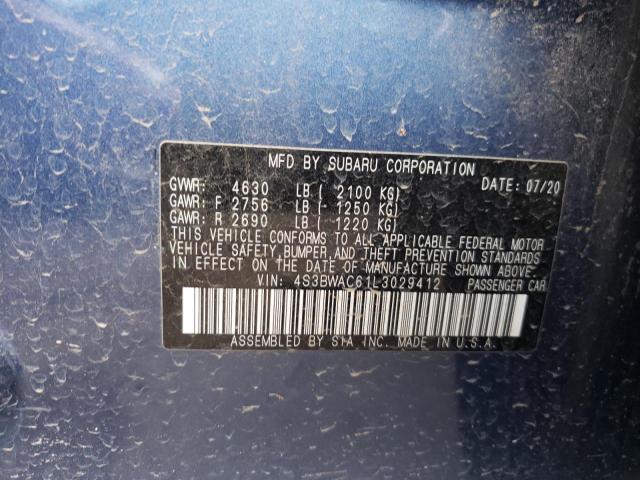 MFD BY SUBARU CORPORATION
GVWR: 4630 LB ( 2100 KG) DATE: 07/20
GAWR: F 2756 LB ( 1250 KG)
GAWR: R 2690 LB ( 1220 KG)
THIS VEHICLE CONFORMS TO ALL APPLICABLE FEDERAL MOTOR
VEHICLE SAFETY, BUMPER, AND THEFT PREVENTION STANDARDS
IN EFFECT ON THE DATE OF MANUFACTURE SHOWN ABOVE.
VIN: 4S3BWAC61L3029412 PASSENGER CAR
ASSEMBLED BY SIA INC. MADE IN U.S.A.